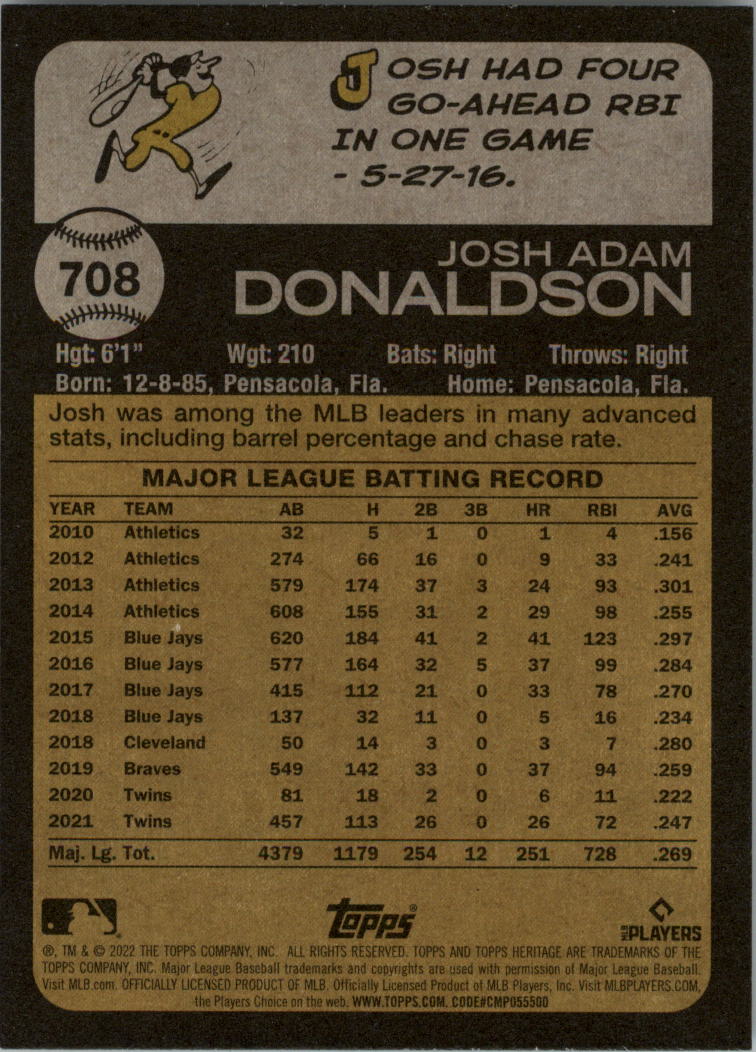 JOSH HAD FOUR
GO-AHEAD RBI
IN ONE GAME
- 5-27-16.
708
JOSH ADAM
DONALDSON
Hgt: 6'1" Wgt: 210 Bats: Right Throws: Right
Born: 12-8-85, Pensacola, Fla. Home: Pensacola, Fla.
Josh was among the MLB leaders in many advanced
stats, including barrel percentage and chase rate.
MAJOR LEAGUE BATTING RECORD
YEAR TEAM AB H 2B 3B HR RBI AVG
2010 Athletics 32 5 1 0 1 4 .156
2012 Athletics 274 66 16 0 9 33 .241
2013 Athletics 579 174 37 3 24 93 .301
2014 Athletics 608 155 31 2 29 98 .255
2015 Blue Jays 620 184 41 2 41 123 .297
2016 Blue Jays 577 164 32 5 37 99 .284
2017 Blue Jays 415 112 21 0 33 78 .270
2018 Blue Jays 137 32 11 0 5 16 .234
2018 Cleveland 50 14 3 0 3 7 .280
2019 Braves 549 142 33 0 37 94 .259
2020 Twins 81 18 2 0 6 11 .222
2021 Twins 457 113 26 0 26 72 .247
Maj. Lg. Tot. 4379 1179 254 12 251 728 .269
Topps®
MLB PLAYERS
®, TM & © 2022 THE TOPPS COMPANY, INC. ALL RIGHTS RESERVED. TOPPS AND TOPPS HERITAGE ARE TRADEMARKS OF THE
TOPPS COMPANY, INC. Major League Baseball trademarks and copyrights are used with permission of Major League Baseball.
Visit MLB.com. OFFICIALLY LICENSED PRODUCT OF MLB. Officially Licensed Product of MLB Players, Inc. Visit MLBPLAYERS.COM,
the Players Choice on the web. WWW.TOPPS.COM. CODE#CMP055500